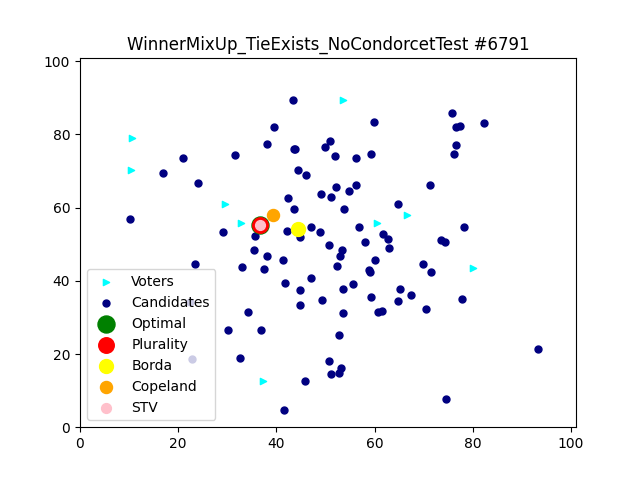 WinnerMixUp_TieExists_NoCondorcetTest #6791
100
80
60
40
20
0
Voters
Candidates
Optimal
Plurality
Borda
Copeland
STV
0 20 40 60 80 100